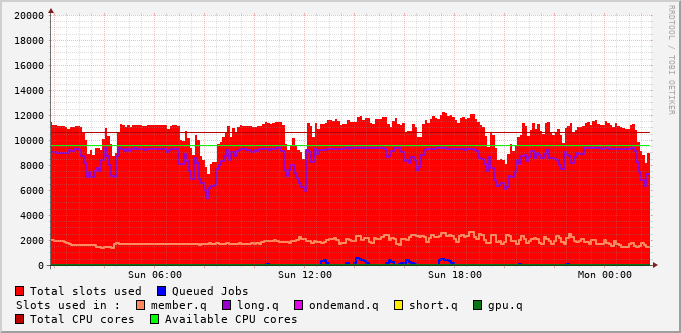 20000
18000
16000
14000
12000
10000
8000
6000
4000
2000
0
Sun 06:00 Sun 12:00 Sun 18:00 Mon 00:00
RRDTOOL / TOBI OETIKER
Total slots used Queued Jobs
Slots used in : member.q long.q ondemand.q short.q gpu.q
Total CPU cores Available CPU cores